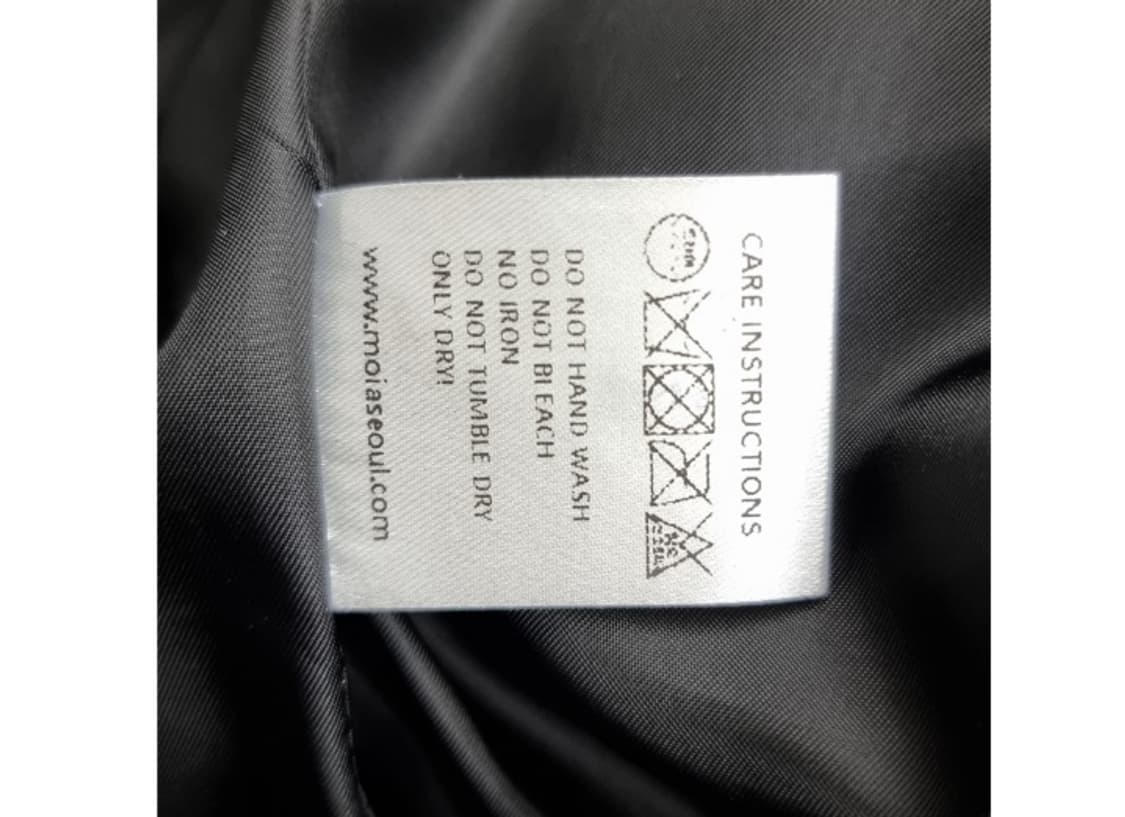 CARE INSTRUCTIONS
DO NOT HAND WASH
DO NOT BLEACH
NO IRON
DO NOT TUMBLE DRY
ONLY DRY!
www.moiaseoul.com